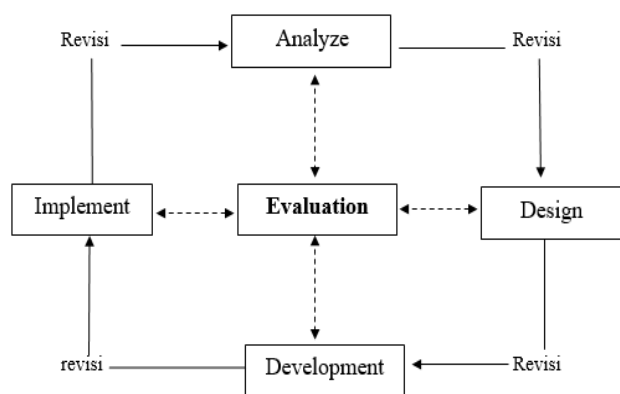 Revisi
Analyze
Revisi
Implement
Evaluation
Design
revisi
Development
Revisi